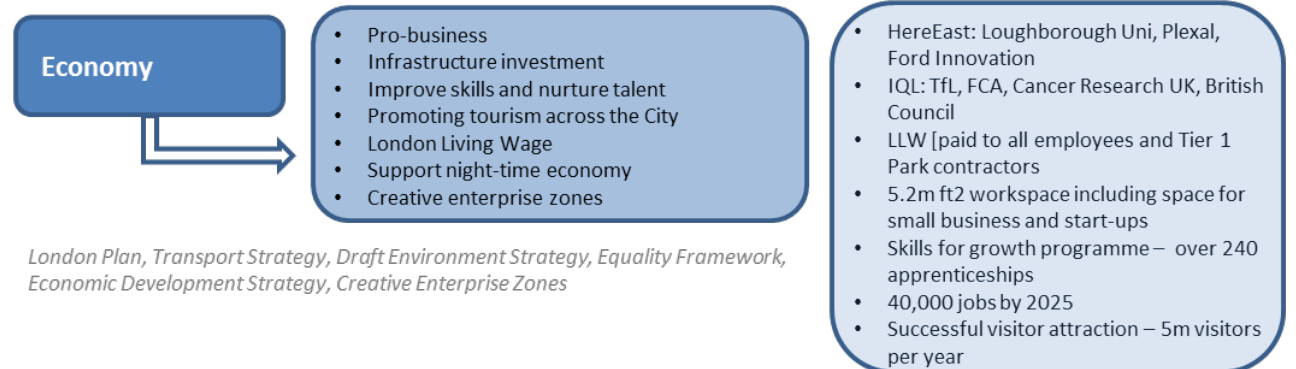 Economy
• Pro-business
• Infrastructure investment
• Improve skills and nurture talent
• Promoting tourism across the City
• London Living Wage
• Support night-time economy
• Creative enterprise zones
London Plan, Transport Strategy, Draft Environment Strategy, Equality Framework,
Economic Development Strategy, Creative Enterprise Zones
• HereEast: Loughborough Uni, Plexal,
Ford Innovation
• IQL: TfL, FCA, Cancer Research UK, British
Council
• LLW [paid to all employees and Tier 1
Park contractors
• 5.2m ft2 workspace including space for
small business and start-ups
• Skills for growth programme – over 240
apprenticeships
• 40,000 jobs by 2025
• Successful visitor attraction – 5m visitors
per year